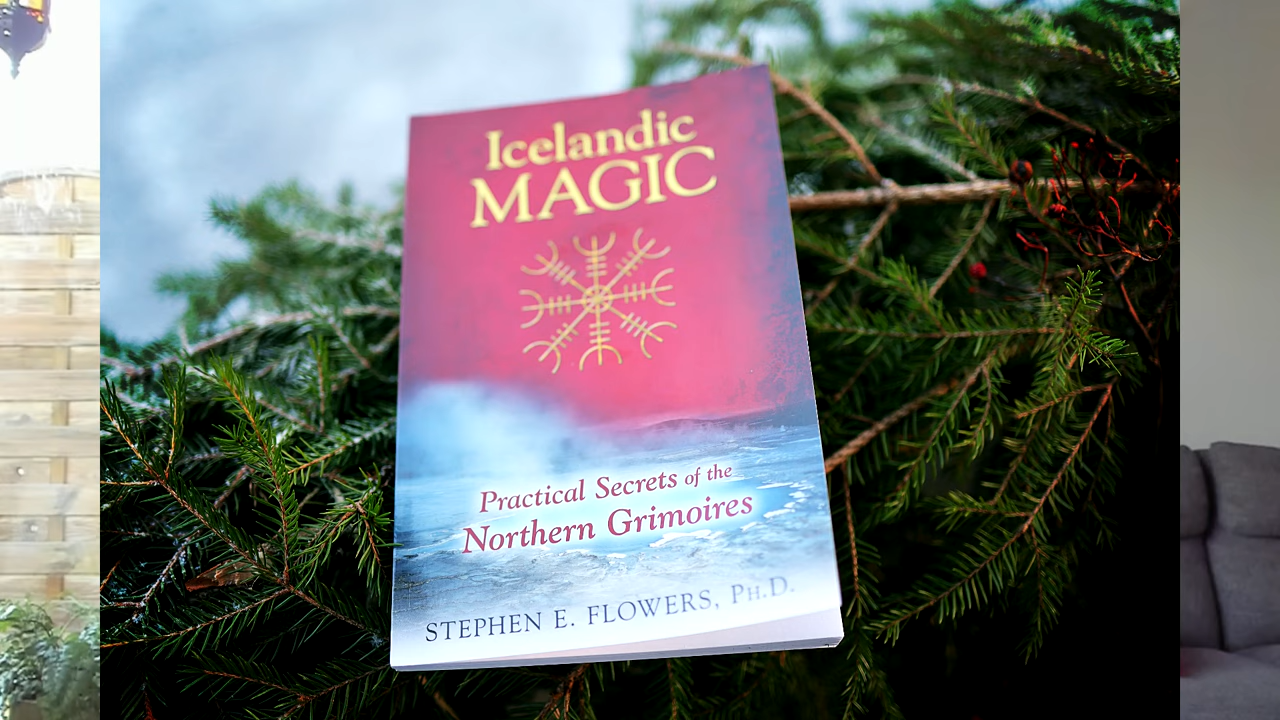 Icelandic
MAGIC
Practical Secrets of the
Northern Grimoires
STEPHEN E. FLOWERS, PH.D.